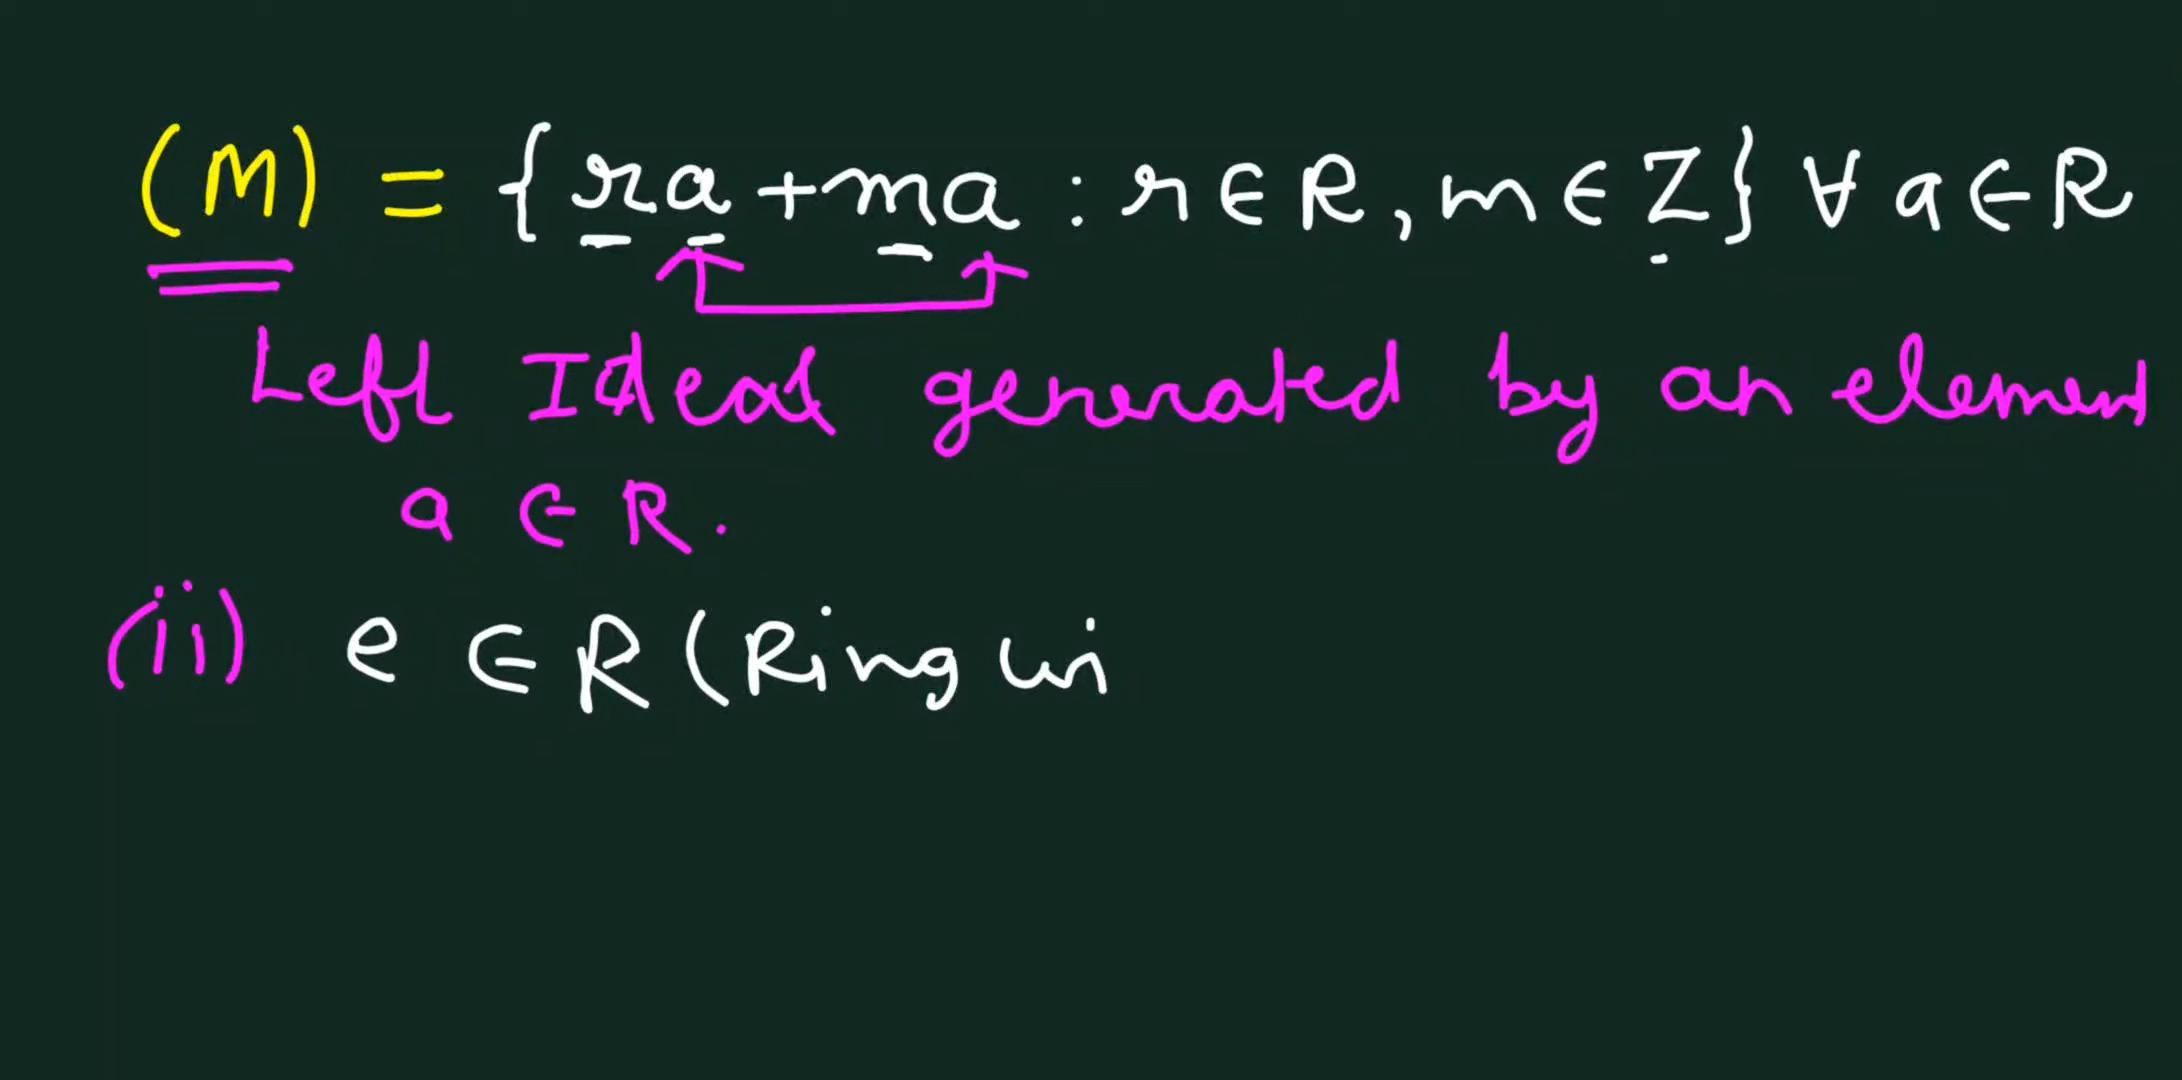 (M) = {ra + ma : r ∈ R, m ∈ Z} ∀ a ∈ R
Left Ideal generated by an element
a ∈ R.
(ii) e ∈ R (Ring wi